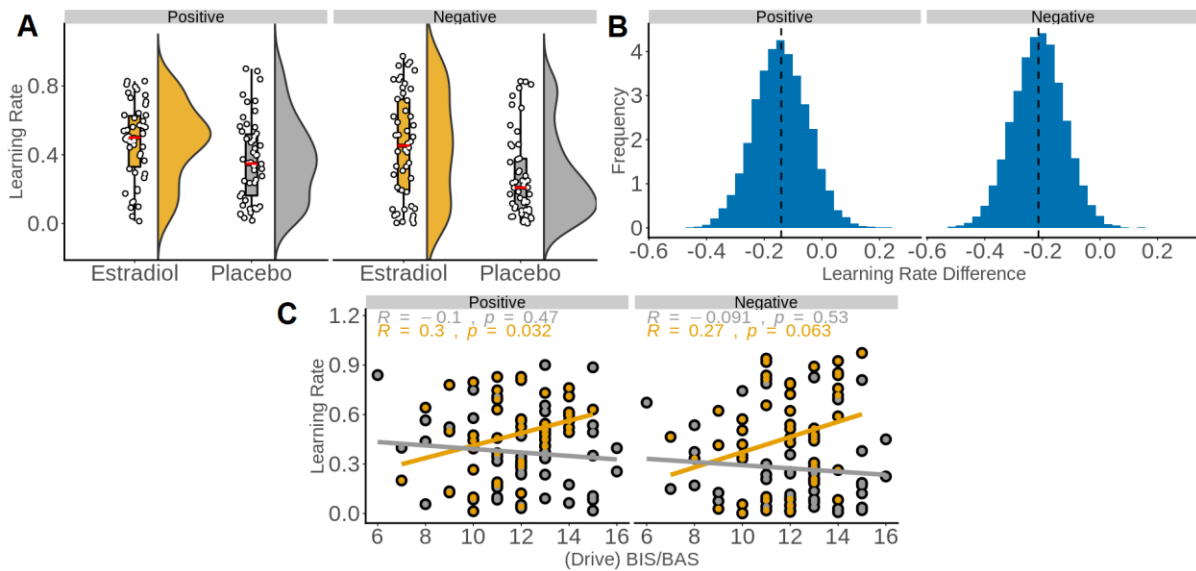 A
Positive
Negative
Learning Rate
0.8
0.4
0.0
Estradiol
Placebo
Estradiol
Placebo
B
Positive
Negative
Frequency
4
3
2
1
0
-0.6
-0.4
-0.2
0.0
0.2
-0.6
-0.4
-0.2
0.0
0.2
Learning Rate Difference
C
Positive
Negative
R = −0.1 , p = 0.47
R = 0.3 , p = 0.032
R = −0.091 , p = 0.53
R = 0.27 , p = 0.063
Learning Rate
1.2
0.9
0.6
0.3
0.0
6
8
10
12
14
16
6
8
10
12
14
16
(Drive) BIS/BAS